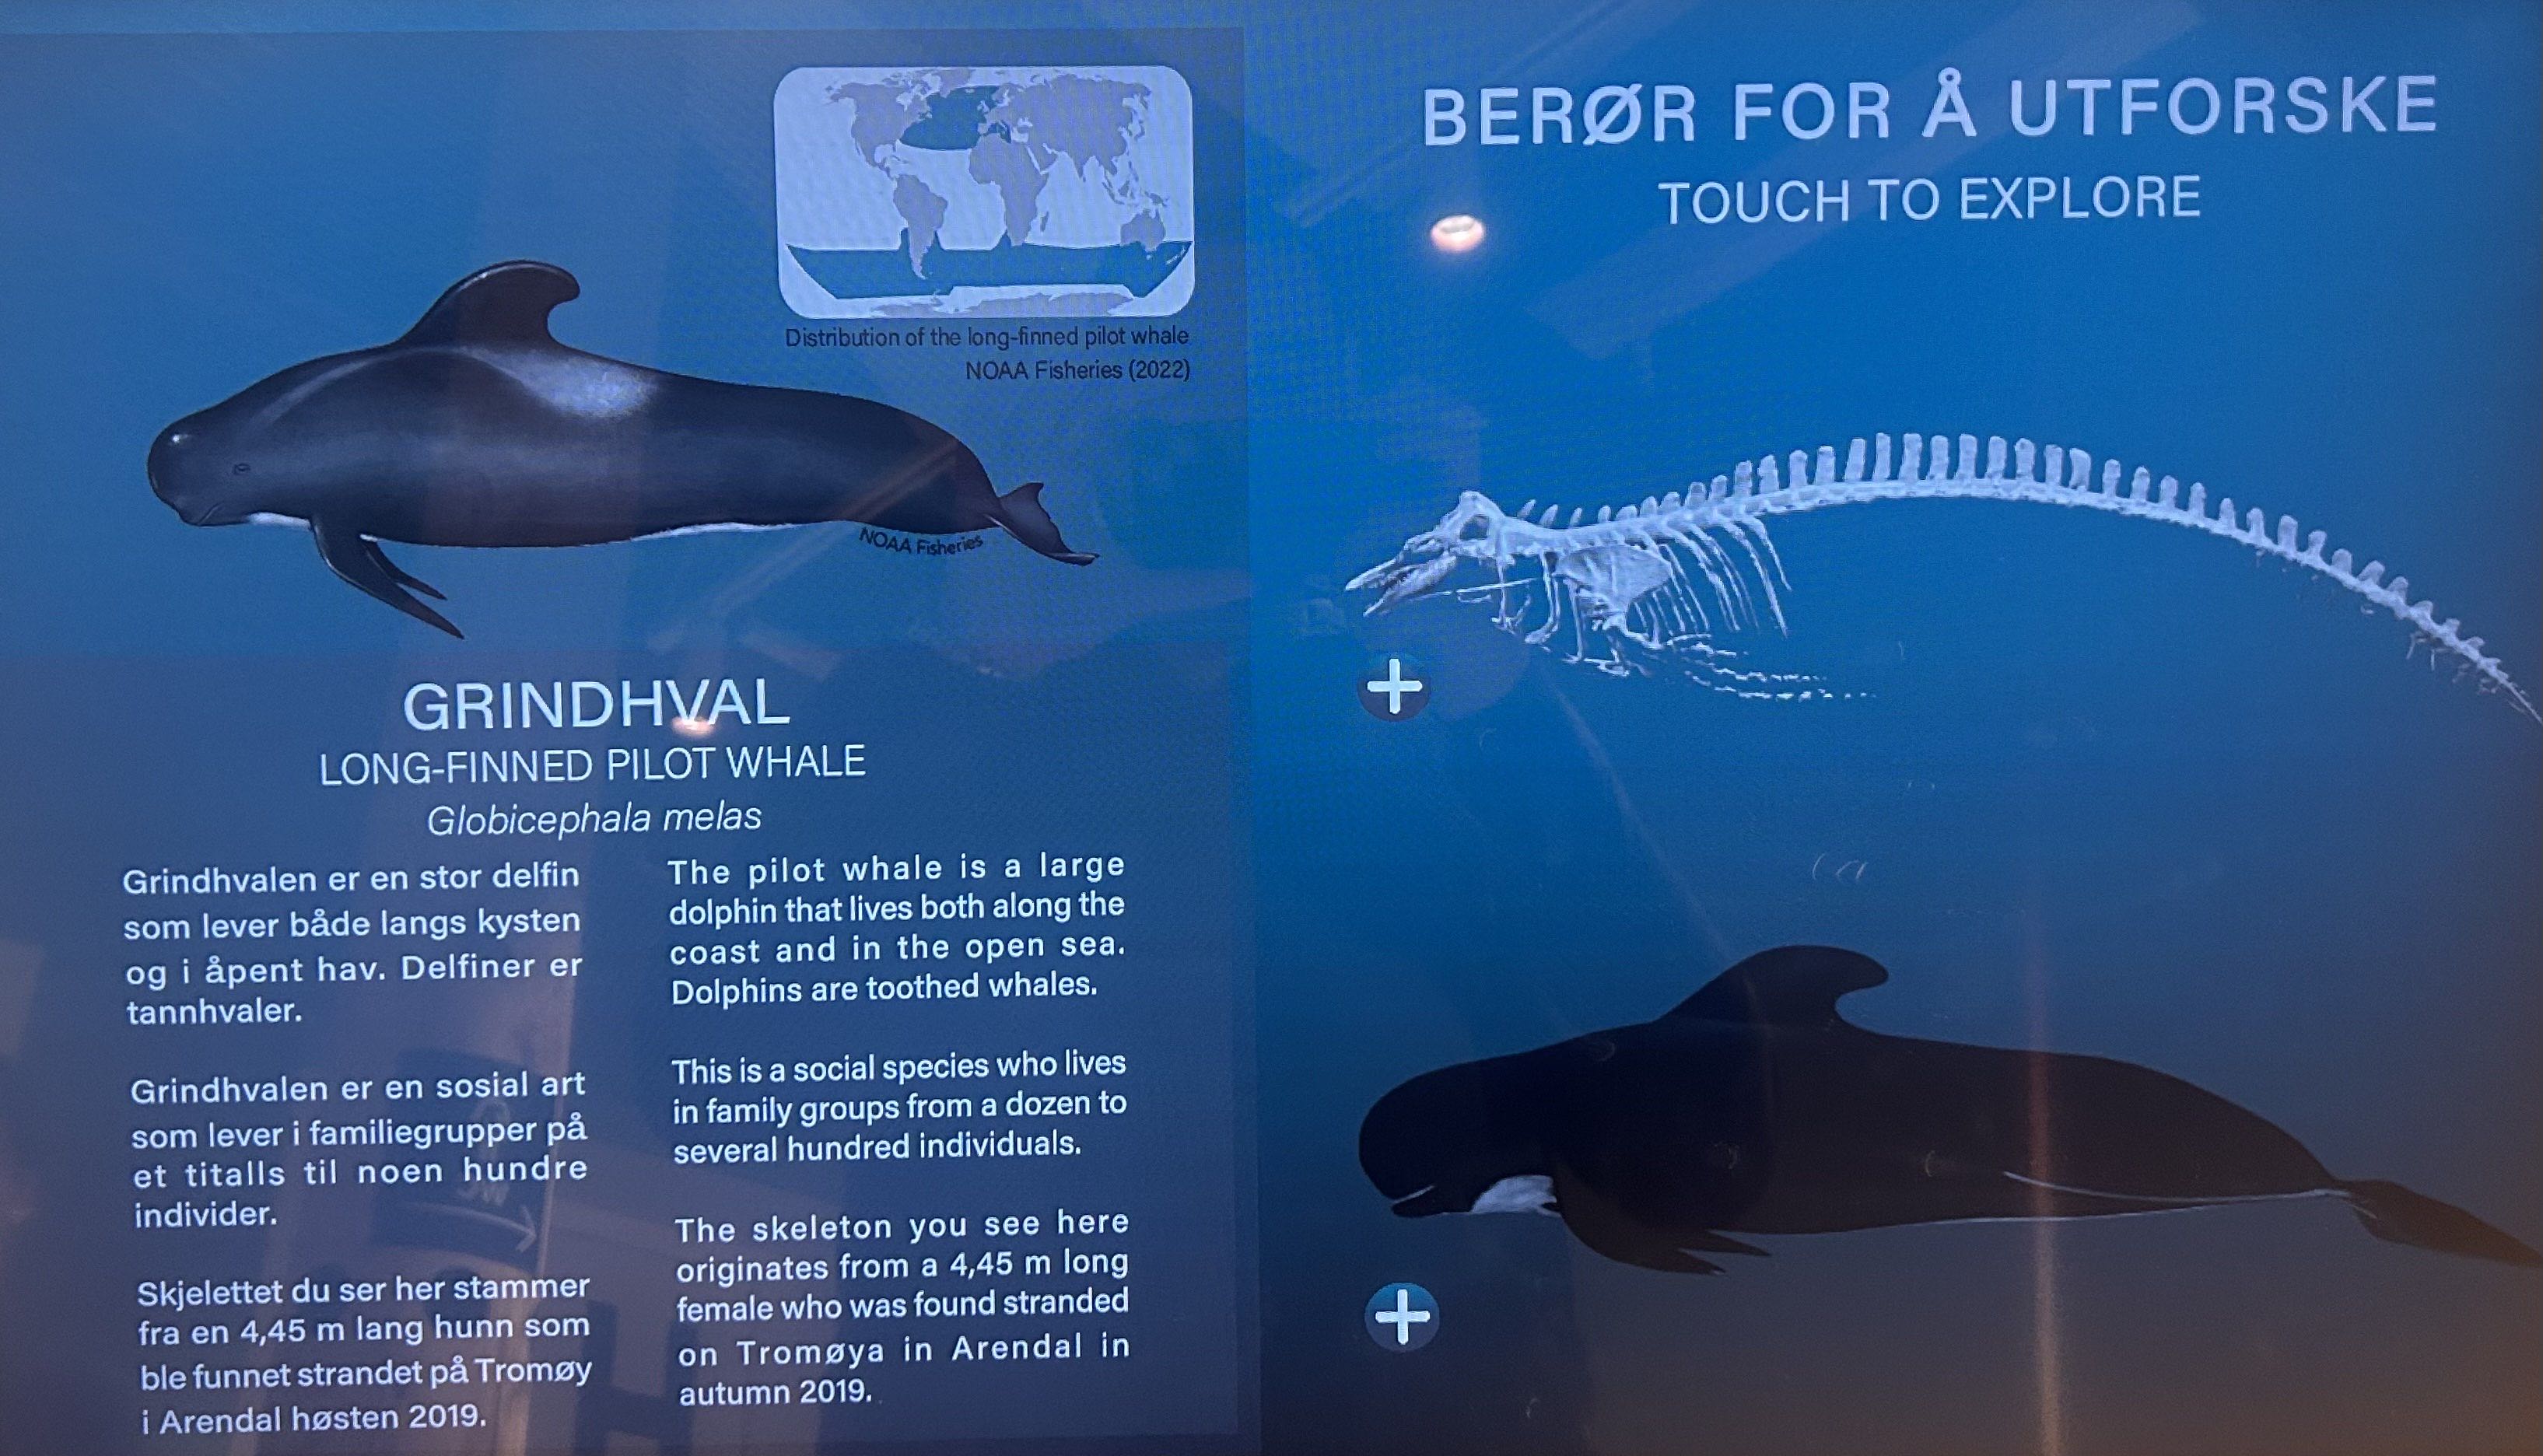 BERØR FOR Å UTFORSKE
TOUCH TO EXPLORE
Distribution of the long-finned pilot whale
NOAA Fisheries (2022)
NOAA Fisheries
GRINDHVAL
LONG-FINNED PILOT WHALE
Globicephala melas
Grindhvalen er en stor delfin
som lever både langs kysten
og i åpent hav. Delfiner er
tannhvaler.
Grindhvalen er en sosial art
som lever i familiegrupper på
et titalls til noen hundre
individer.
Skjelettet du ser her stammer
fra en 4,45 m lang hunn som
ble funnet strandet på Tromøy
i Arendal høsten 2019.
The pilot whale is a large
dolphin that lives both along the
coast and in the open sea.
Dolphins are toothed whales.
This is a social species who lives
in family groups from a dozen to
several hundred individuals.
The skeleton you see here
originates from a 4,45 m long
female who was found stranded
on Tromøya in Arendal in
autumn 2019.